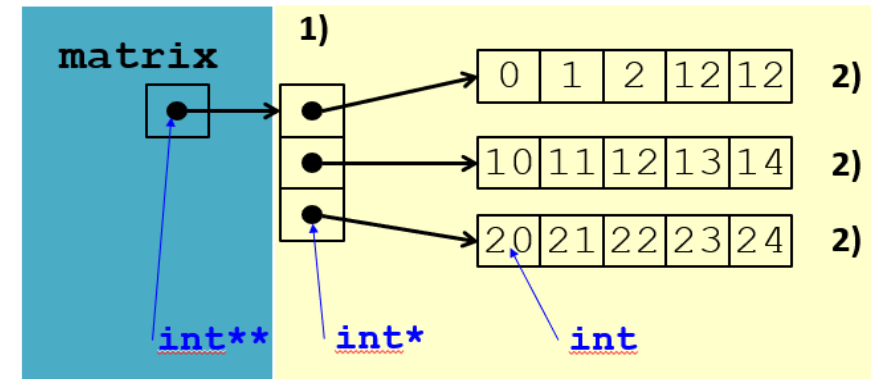 1)
matrix
0 1 2 12 12 2)
10 11 12 13 14 2)
20 21 22 23 24 2)
int** int* int